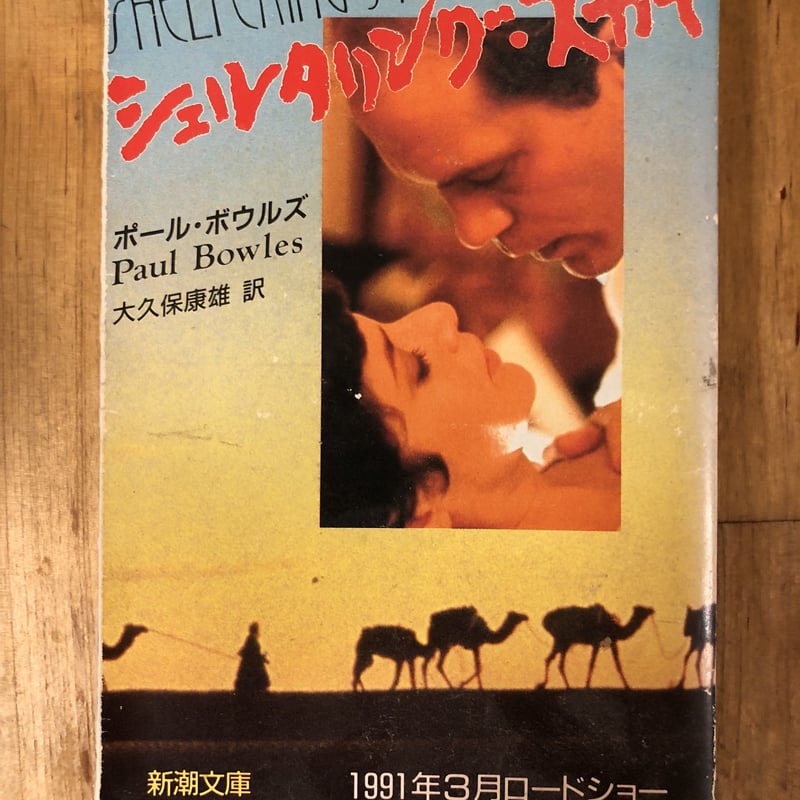 シェルタリング・スカイ
ポール・ボウルズ
Paul Bowles
大久保康雄 訳
新潮文庫
1991年3月ロードショー